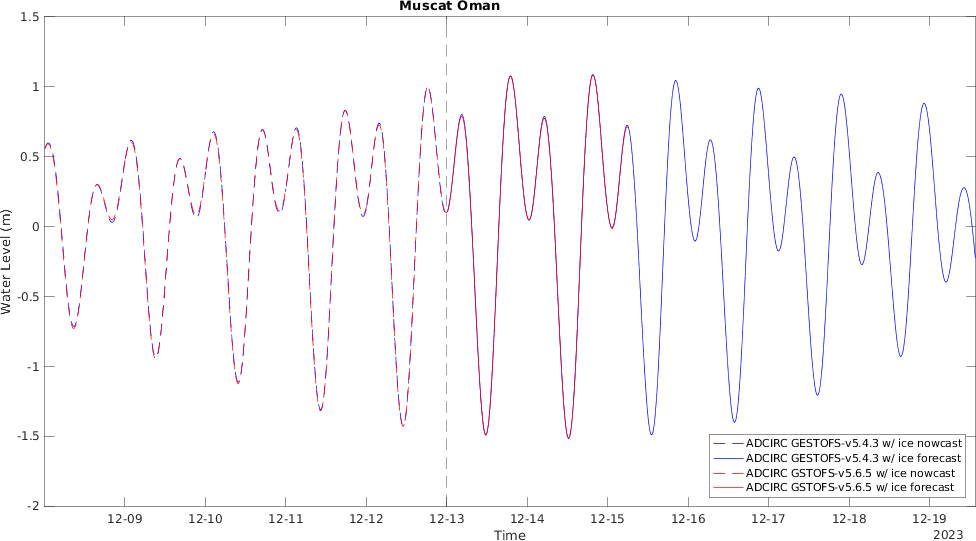 Muscat Oman
1.5
1
0.5
0
-0.5
-1
-1.5
-2
Water Level (m)
12-09
12-10
12-11
12-12
12-13
12-14
12-15
12-16
12-17
12-18
12-19
2023
Time
ADCIRC GESTOFS-v5.4.3 w/ ice nowcast
ADCIRC GESTOFS-v5.4.3 w/ ice forecast
ADCIRC GSTOFS-v5.6.5 w/ ice nowcast
ADCIRC GSTOFS-v5.6.5 w/ ice forecast